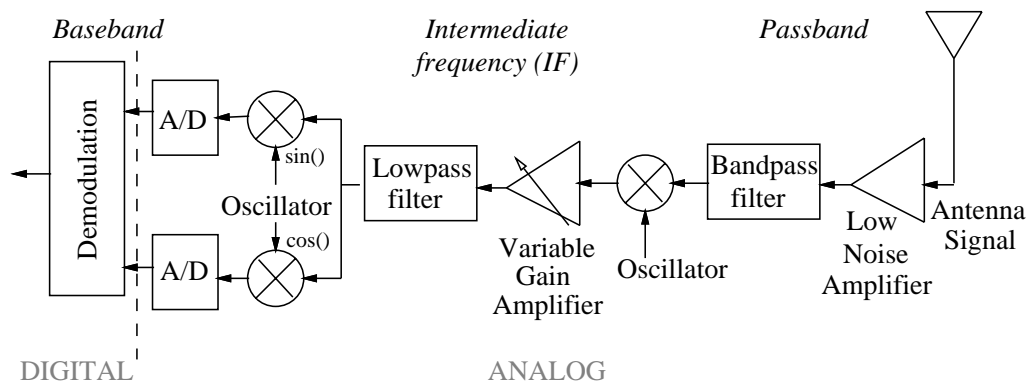 Baseband
Intermediate
frequency (IF)
Passband
Demodulation
A/D
sin()
Oscillator
cos()
A/D
Lowpass
filter
Variable
Gain
Amplifier
Oscillator
Bandpass
filter
Low
Noise
Amplifier
Antenna
Signal
DIGITAL
ANALOG